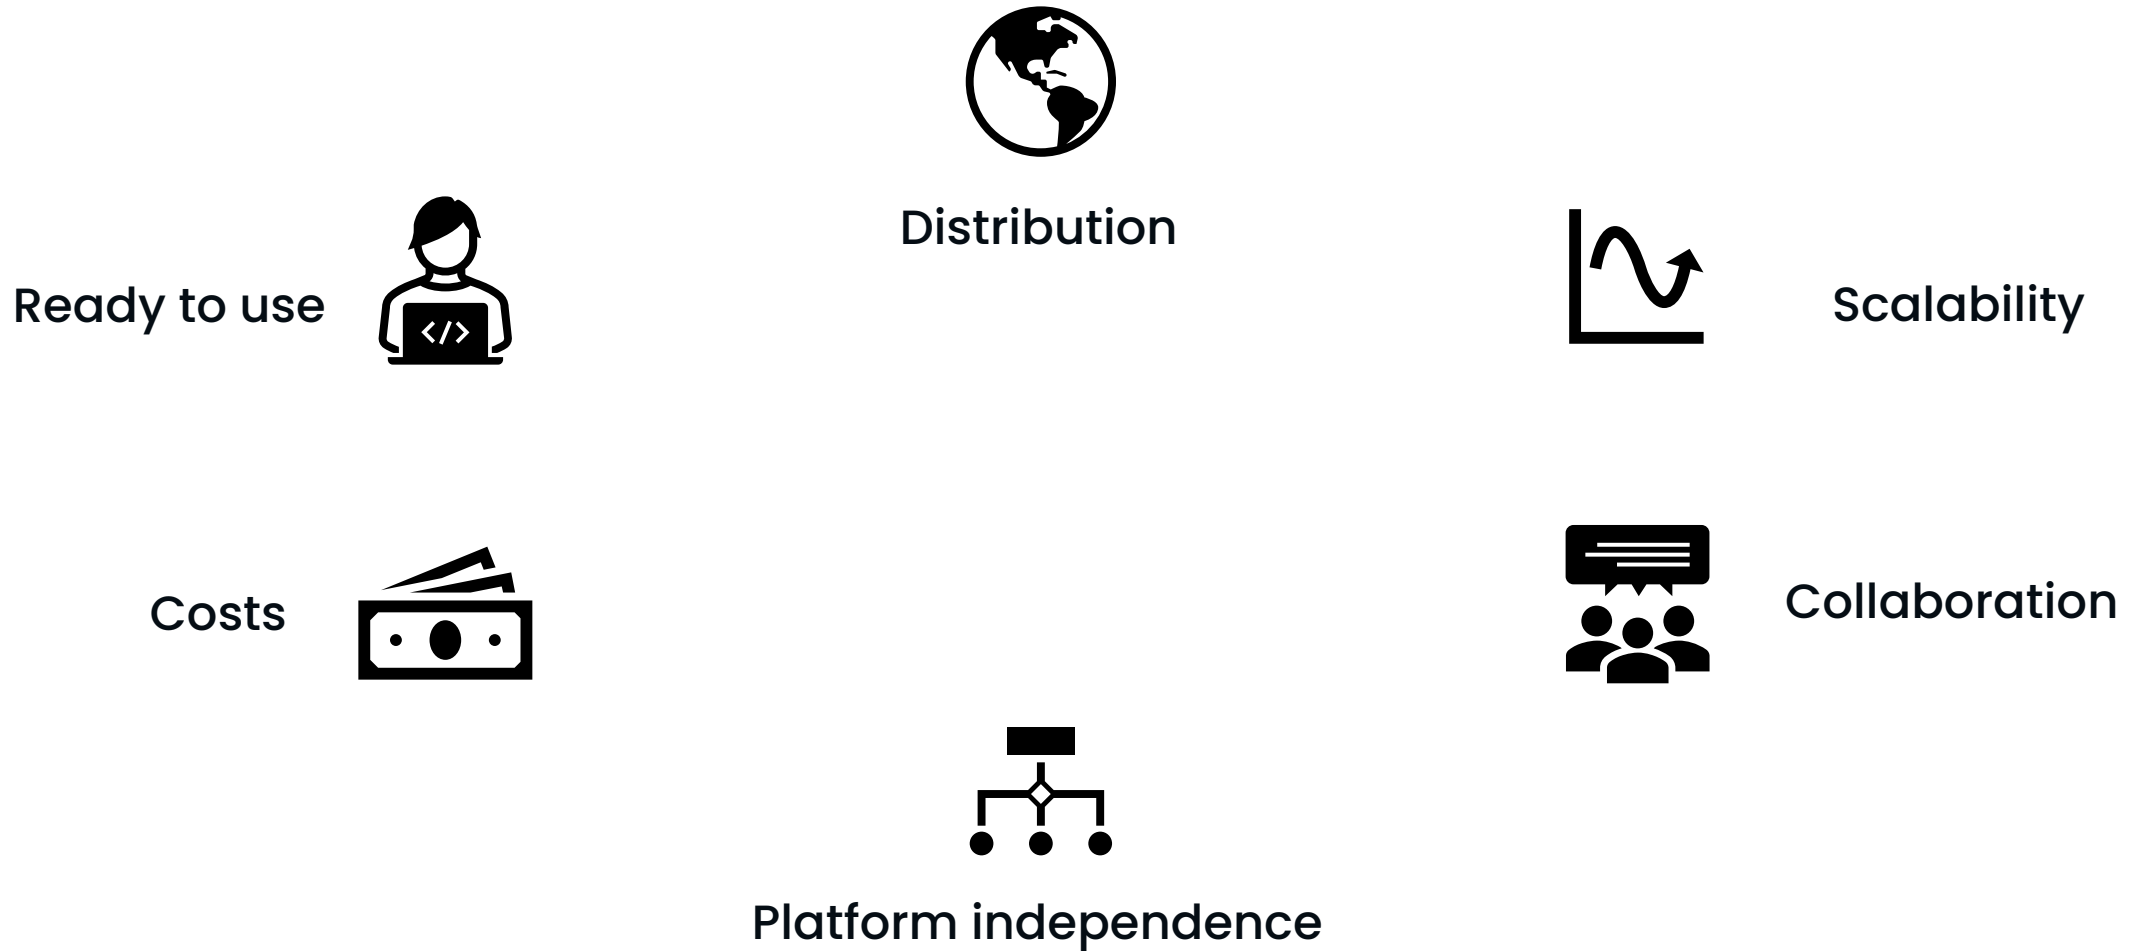 Distribution
Ready to use
Scalability
Costs
Collaboration
Platform independence